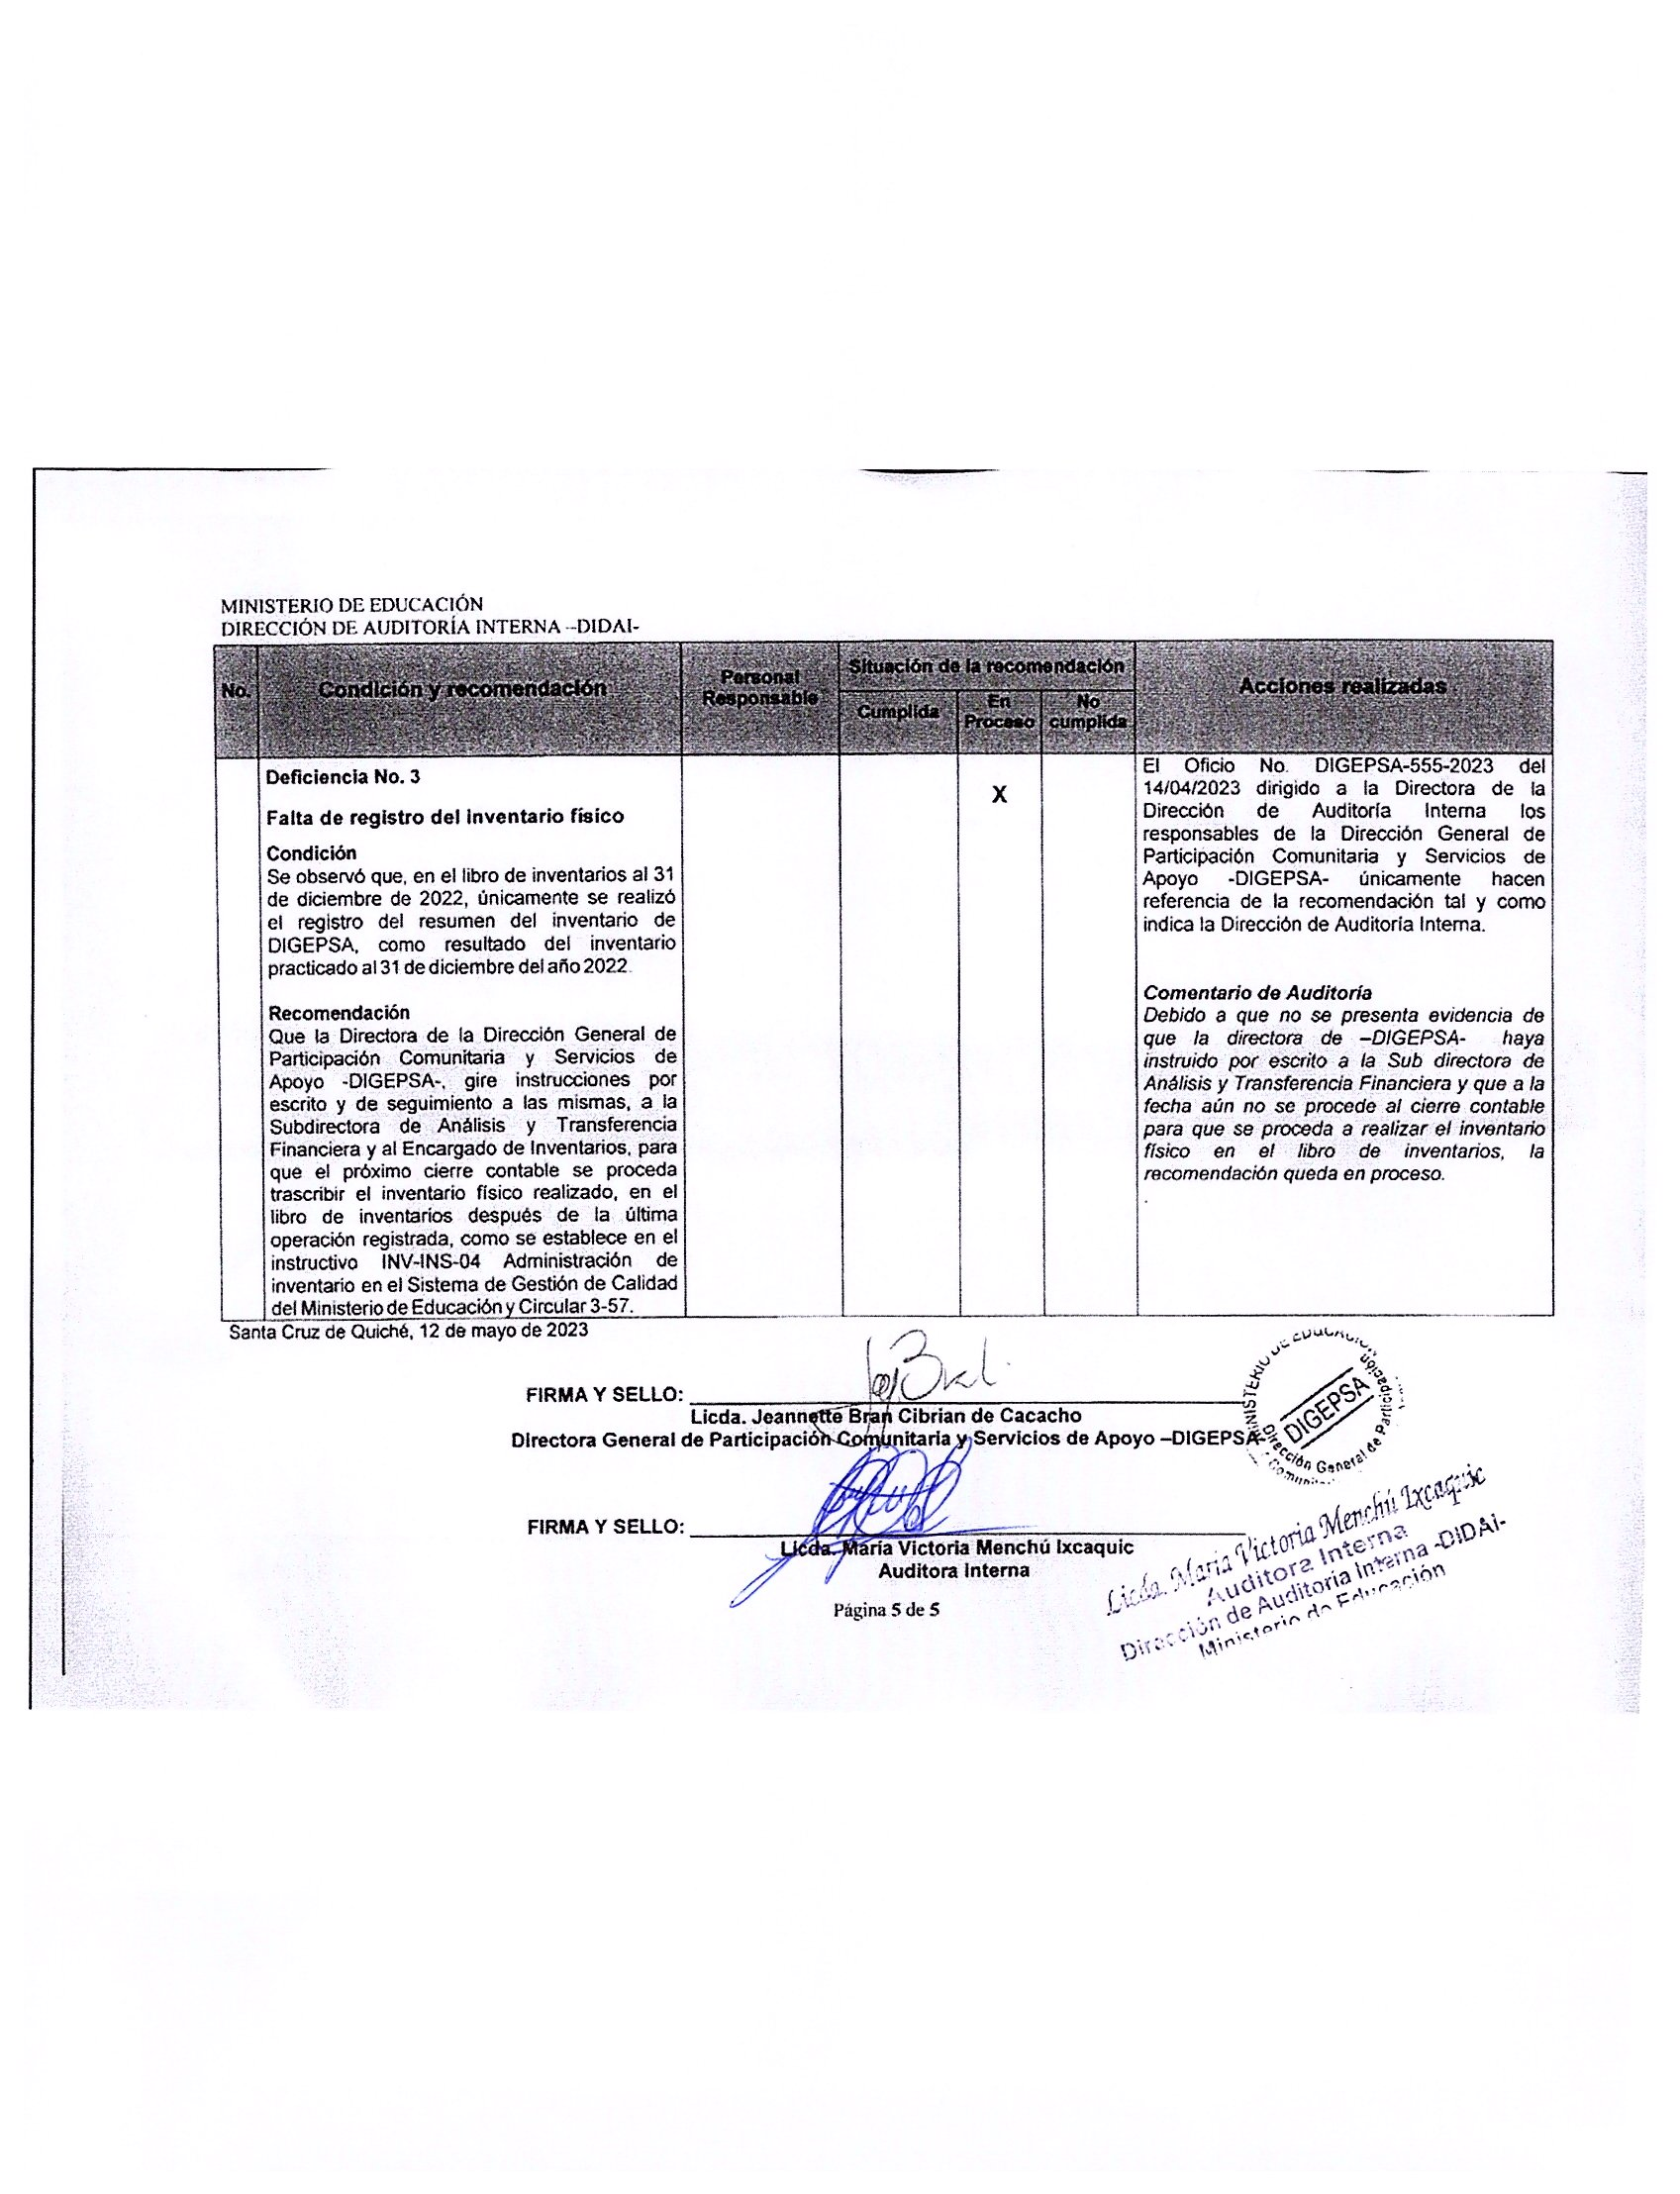 MINISTERIO DE EDUCACIÓN
DIRECCIÓN DE AUDITORÍA INTERNA –DIDAI-
No.
Condición y recomendación
Personal
Responsable
Situación de la recomendación
Cumplida
En
Proceso
No
cumplida
Acciones realizadas
Deficiencia No. 3
Falta de registro del inventario físico
Condición
Se observó que, en el libro de inventarios al 31
de diciembre de 2022, únicamente se realizó
el registro del resumen del inventario de
DIGEPSA, como resultado del inventario
practicado al 31 de diciembre del año 2022.
Recomendación
Que la Directora de la Dirección General de
Participación Comunitaria y Servicios de
Apoyo -DIGEPSA-, gire instrucciones por
escrito y de seguimiento a las mismas, a la
Subdirectora de Análisis y Transferencia
Financiera y al Encargado de Inventarios, para
que el próximo cierre contable se proceda
trascribir el inventario físico realizado, en el
libro de inventarios después de la última
operación registrada, como se establece en el
instructivo INV-INS-04 Administración de
inventario en el Sistema de Gestión de Calidad
del Ministerio de Educación y Circular 3-57.
X
El Oficio No. DIGEPSA-555-2023 del
14/04/2023 dirigido a la Directora de la
Dirección de Auditoría Interna los
responsables de la Dirección General de
Participación Comunitaria y Servicios de
Apoyo -DIGEPSA- únicamente hacen
referencia de la recomendación tal y como
indica la Dirección de Auditoría Interna.
Comentario de Auditoría
Debido a que no se presenta evidencia de
que la directora de –DIGEPSA- haya
instruido por escrito a la Sub directora de
Análisis y Transferencia Financiera y que a la
fecha aún no se procede al cierre contable
para que se proceda a realizar el inventario
físico en el libro de inventarios, la
recomendación queda en proceso.
Santa Cruz de Quiché, 12 de mayo de 2023
FIRMA Y SELLO:
Licda. Jeannette Bran Cibrian de Cacacho
Directora General de Participación Comunitaria y Servicios de Apoyo –DIGEPSA-
MINISTERIO DE EDUCACIÓN
DIGEPSA
Dirección General de Participación
FIRMA Y SELLO:
Licda. María Victoria Menchú Ixcaquic
Auditora Interna
Licda. María Victoria Menchú Ixcaquic
Auditora Interna
Dirección de Auditoría Interna -DIDAI-
Ministerio de Educación
Página 5 de 5